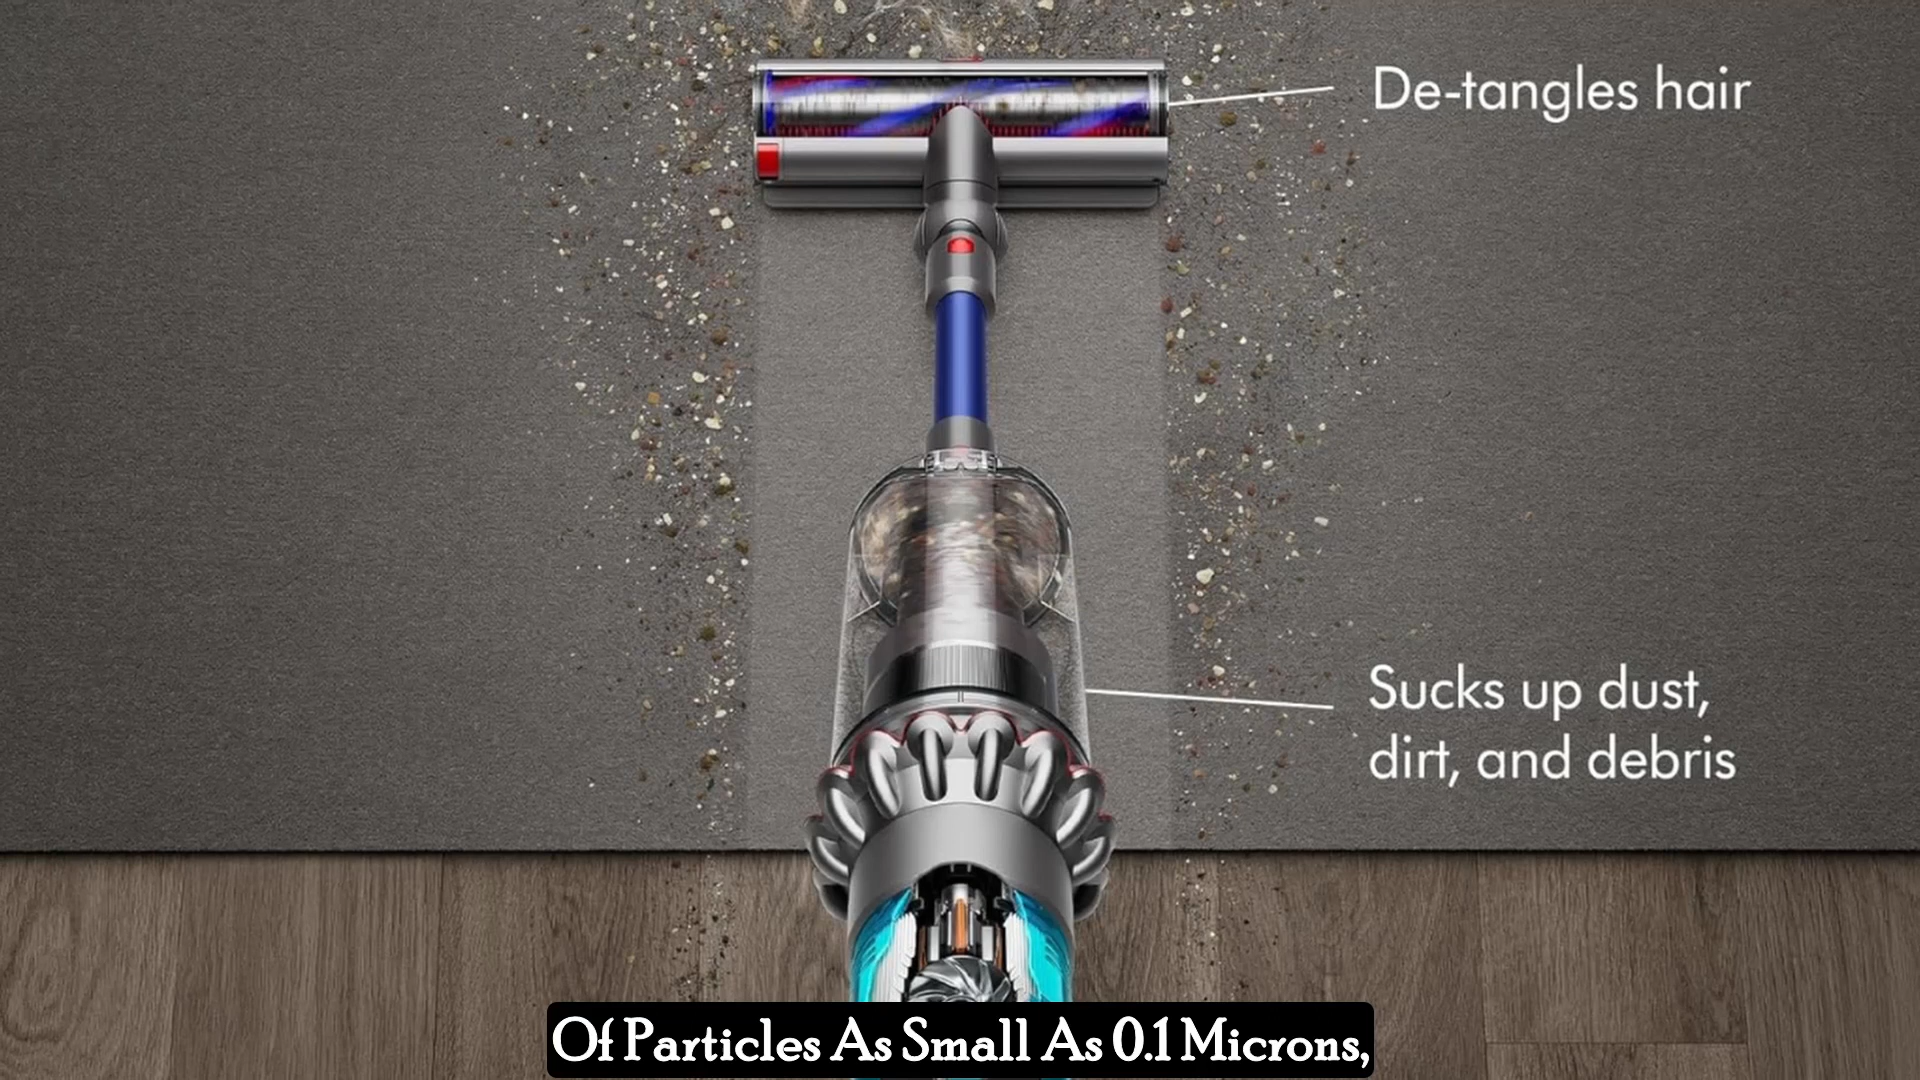 De-tangles hair
Sucks up dust,
dirt, and debris
Of Particles As Small As 0.1 Microns,